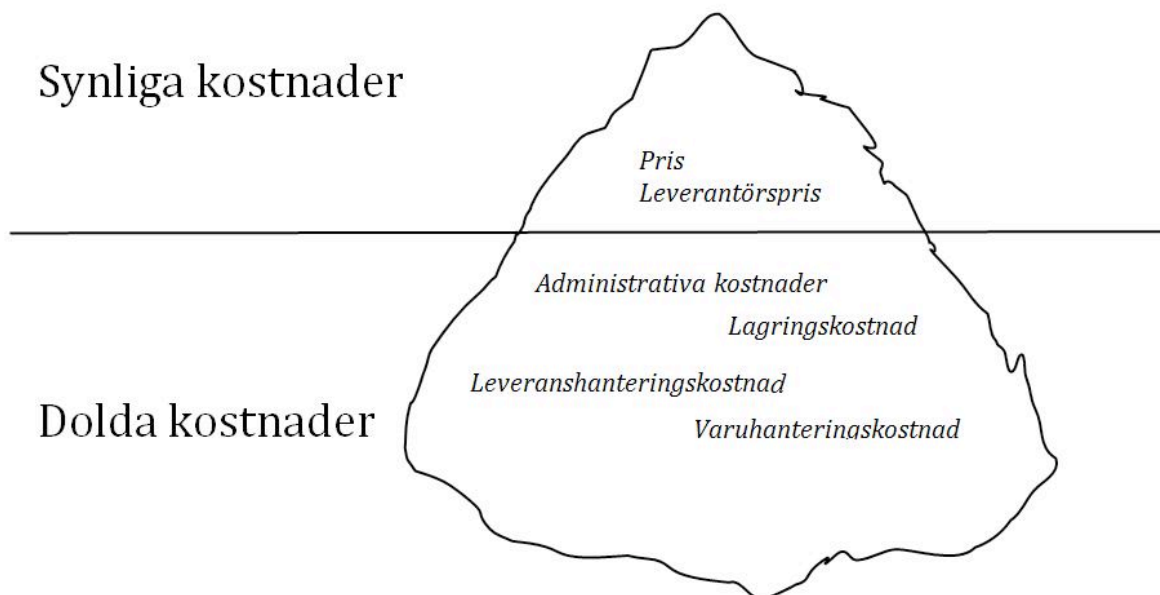 Synliga kostnader
Pris
Leverantörspris
Administrativa kostnader
Lagringskostnad
Leveranshanteringskostnad
Dolda kostnader
Varuhanteringskostnad